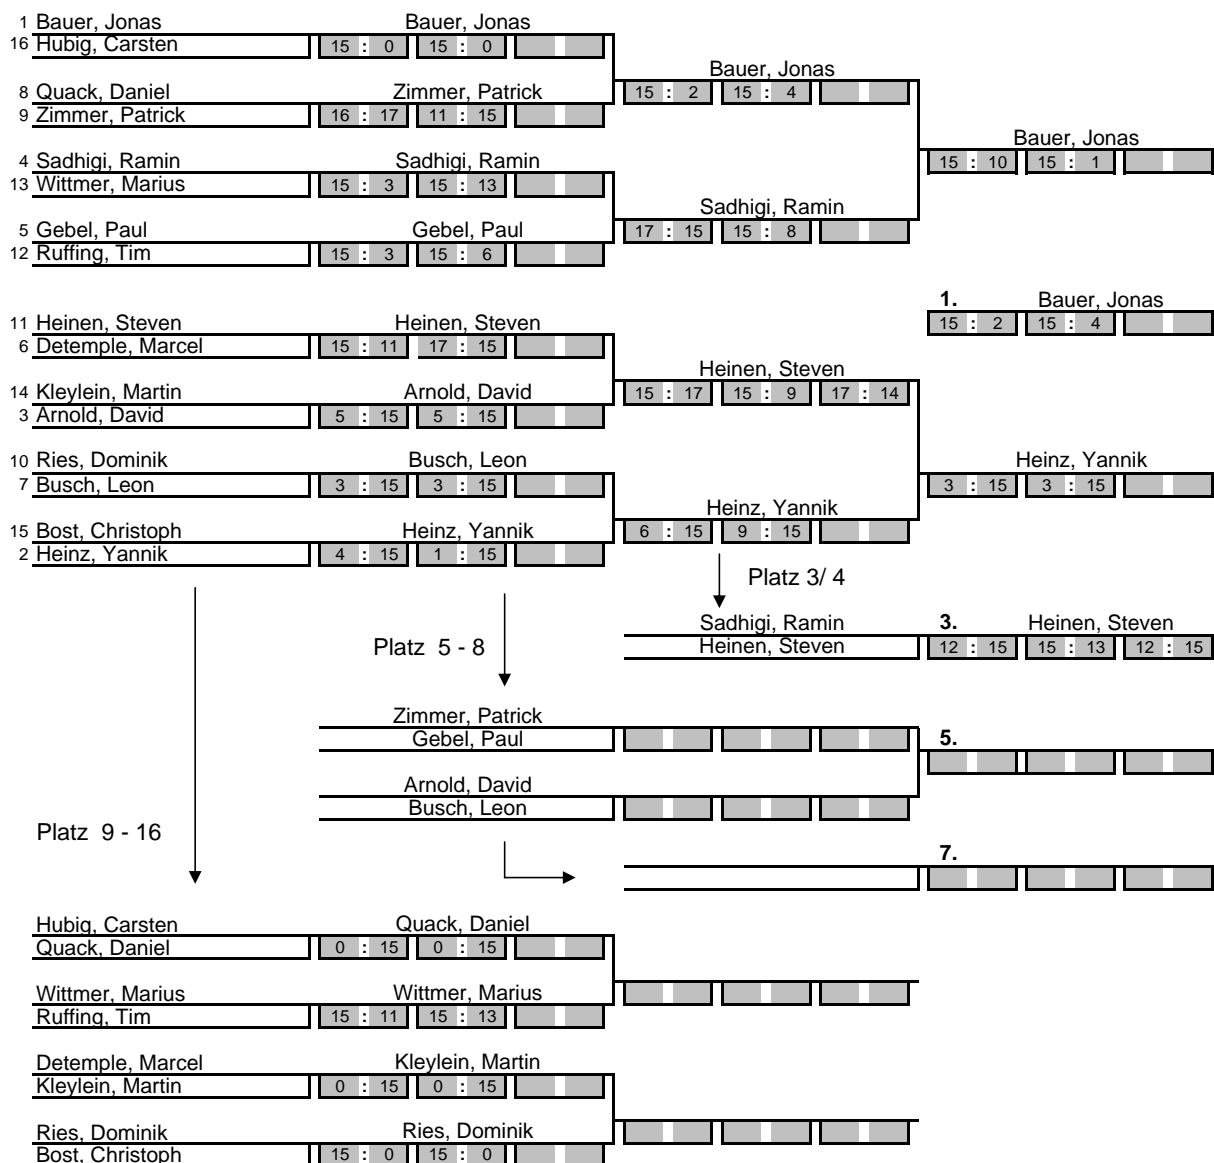 1 Bauer, Jonas Bauer, Jonas
16 Hubig, Carsten 15 : 0 15 : 0
Bauer, Jonas
8 Quack, Daniel Zimmer, Patrick 15 : 2 15 : 4
9 Zimmer, Patrick 16 : 17 11 : 15
Bauer, Jonas
4 Sadhigi, Ramin Sadhigi, Ramin 15 : 10 15 : 1
13 Wittmer, Marius 15 : 3 15 : 13
Sadhigi, Ramin
5 Gebel, Paul Gebel, Paul 17 : 15 15 : 8
12 Ruffing, Tim 15 : 3 15 : 6
1. Bauer, Jonas
11 Heinen, Steven Heinen, Steven 15 : 2 15 : 4
6 Detemple, Marcel 15 : 11 17 : 15
Heinen, Steven
14 Kleylein, Martin Arnold, David 15 : 17 15 : 9 17 : 14
3 Arnold, David 5 : 15 5 : 15
10 Ries, Dominik Busch, Leon Heinz, Yannik
7 Busch, Leon 3 : 15 3 : 15 3 : 15 3 : 15
Heinz, Yannik
15 Bost, Christoph Heinz, Yannik 6 : 15 9 : 15
2 Heinz, Yannik 4 : 15 1 : 15
Platz 3/ 4
Sadhigi, Ramin 3. Heinen, Steven
Platz 5 - 8 Heinen, Steven 12 : 15 15 : 13 12 : 15
Zimmer, Patrick
Gebel, Paul 5.
Arnold, David
Busch, Leon
Platz 9 - 16
7.
Hubig, Carsten Quack, Daniel
Quack, Daniel 0 : 15 0 : 15
Wittmer, Marius Wittmer, Marius
Ruffing, Tim 15 : 11 15 : 13
Detemple, Marcel Kleylein, Martin
Kleylein, Martin 0 : 15 0 : 15
Ries, Dominik Ries, Dominik
Bost, Christoph 15 : 0 15 : 0